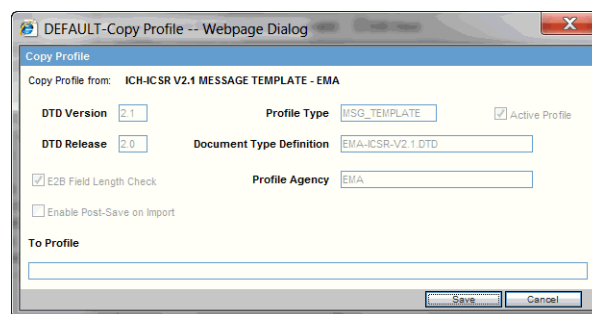 DEFAULT-Copy Profile -- Webpage Dialog
X
Copy Profile
Copy Profile from: ICH-ICSR V2.1 MESSAGE TEMPLATE - EMA
DTD Version 2.1 Profile Type MSG_TEMPLATE Active Profile
DTD Release 2.0 Document Type Definition EMA-ICSR-V2.1.DTD
E2B Field Length Check Profile Agency EMA
Enable Post-Save on Import
To Profile
Save Cancel